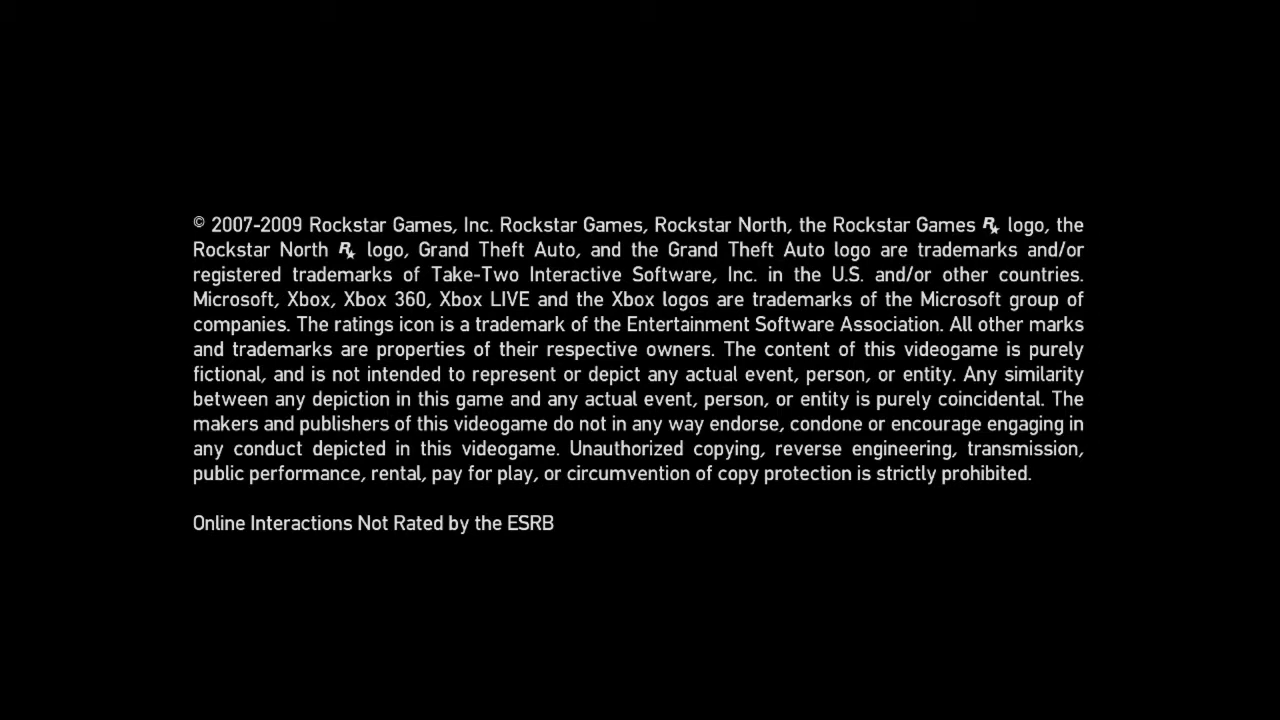 © 2007-2009 Rockstar Games, Inc. Rockstar Games, Rockstar North, the Rockstar Games R★ logo, the
Rockstar North R★ logo, Grand Theft Auto, and the Grand Theft Auto logo are trademarks and/or
registered trademarks of Take-Two Interactive Software, Inc. in the U.S. and/or other countries.
Microsoft, Xbox, Xbox 360, Xbox LIVE and the Xbox logos are trademarks of the Microsoft group of
companies. The ratings icon is a trademark of the Entertainment Software Association. All other marks
and trademarks are properties of their respective owners. The content of this videogame is purely
fictional, and is not intended to represent or depict any actual event, person, or entity. Any similarity
between any depiction in this game and any actual event, person, or entity is purely coincidental. The
makers and publishers of this videogame do not in any way endorse, condone or encourage engaging in
any conduct depicted in this videogame. Unauthorized copying, reverse engineering, transmission,
public performance, rental, pay for play, or circumvention of copy protection is strictly prohibited.
Online Interactions Not Rated by the ESRB